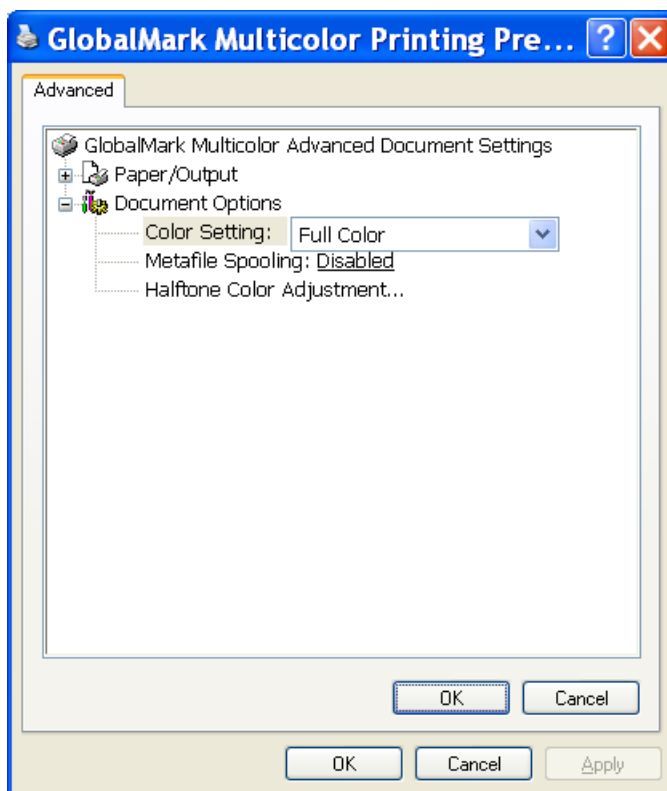 GlobalMark Multicolor Printing Pre...
Advanced
GlobalMark Multicolor Advanced Document Settings
Paper/Output
Document Options
Color Setting: Full Color
Metafile Spooling: Disabled
Halftone Color Adjustment...
OK Cancel
OK Cancel Apply